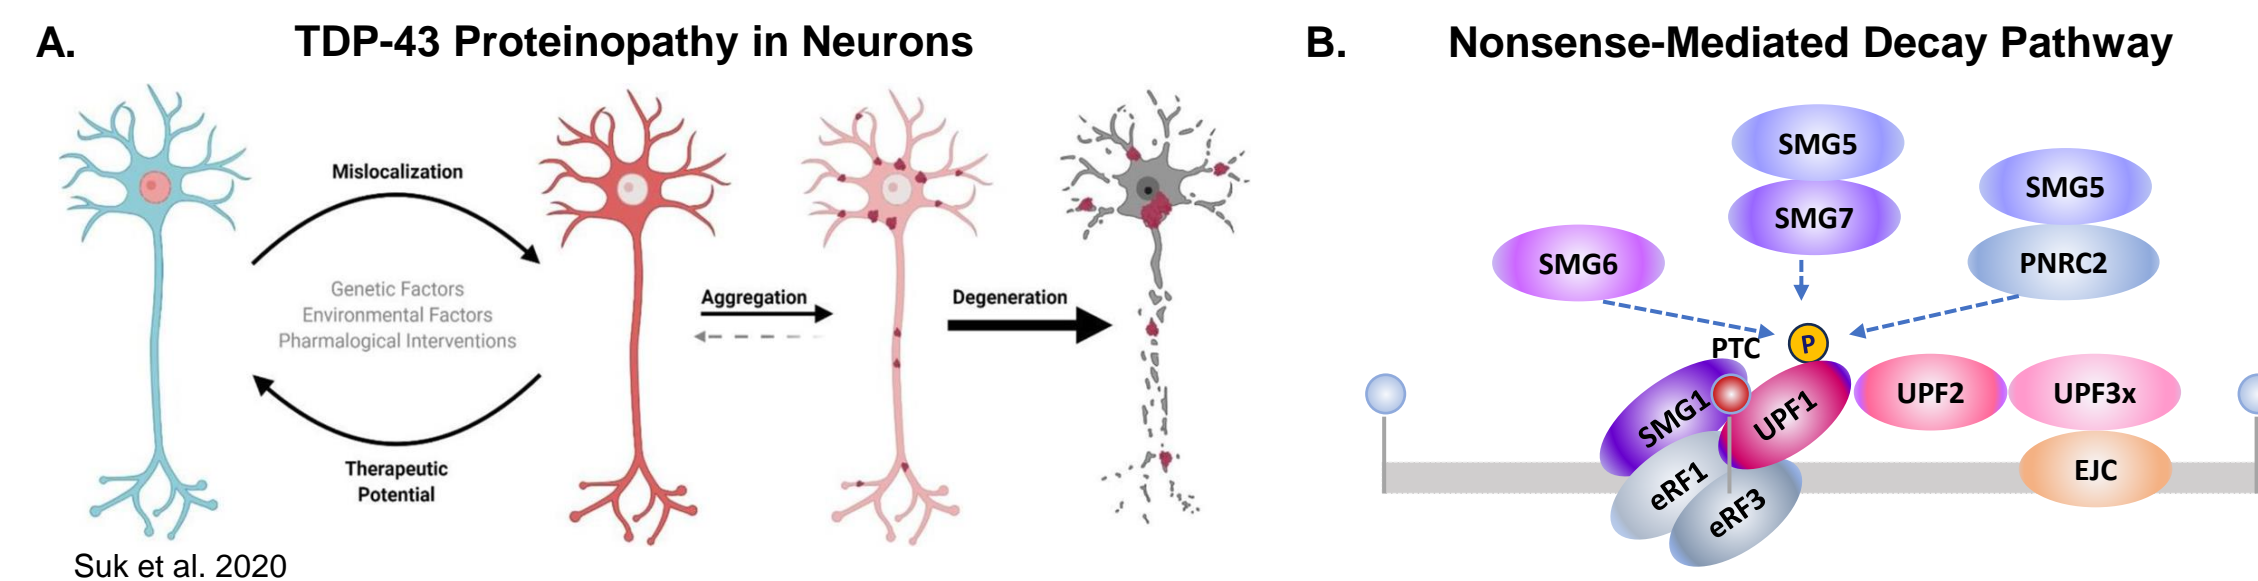 A.
TDP-43 Proteinopathy in Neurons
Mislocalization
Genetic Factors
Environmental Factors
Pharmalogical Interventions
Therapeutic
Potential
Aggregation
Degeneration
Suk et al. 2020
B.
Nonsense-Mediated Decay Pathway
SMG5
SMG7
SMG5
PNRC2
SMG6
P
PTC
SMG1
UPF1
UPF2
UPF3x
eRF1
eRF3
EJC